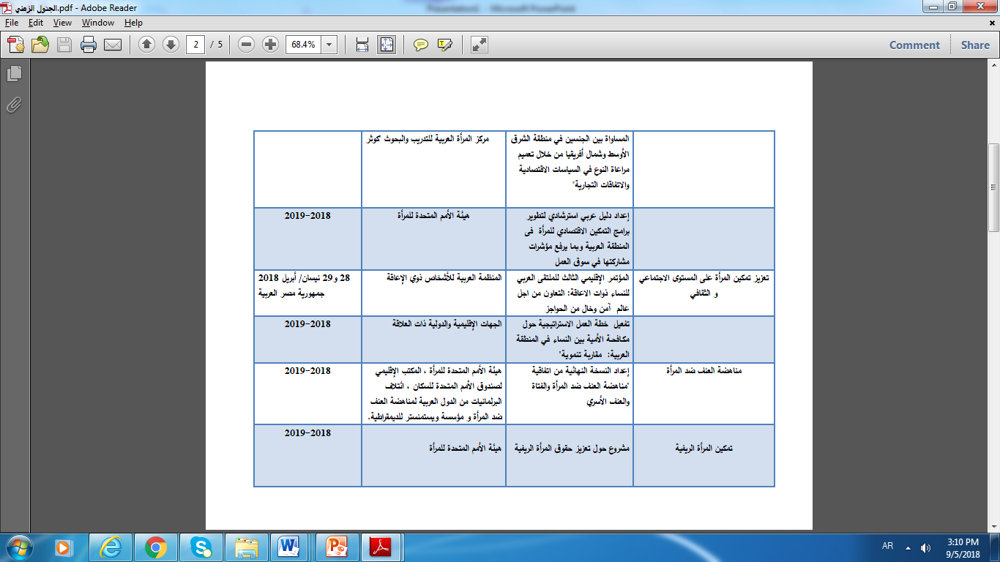 الجدول الزمني.pdf - Adobe Reader
Presentation1 - Microsoft PowerPoint
File Edit View Window Help
2 / 5
68.4%
Comment Share
المساواة بين الجنسين في منطقة الشرق
الأوسط وشمال أفريقيا من خلال تعميم
مراعاة النوع في السياسات الاقتصادية
والاتفاقات التجارية"
مركز المرأة العربية للتدريب والبحوث كوثر
إعداد دليل عربي استرشادي لتطوير
برامج التمكين الاقتصادي للمرأة فى
المنطقة العربية وبما يرفع مؤشرات
مشاركتها في سوق العمل
هيئة الأمم المتحدة للمرأة
2018-2019
تعزيز تمكين المرأة على المستوى الاجتماعي
و الثقافي
المؤتمر الإقليمي الثالث للملتقى العربي
للنساء ذوات الاعاقة: التعاون من اجل
عالم آمن وخال من الحواجز
المنظمة العربية للأشخاص ذوي الإعاقة
28 و 29 نيسان/ أبريل 2018
جمهورية مصر العربية
تفعيل خطة العمل الاستراتيجية حول
مكافحة الأمية بين النساء في المنطقة
العربية: مقاربة تنموية"
الجهات الإقليمية والدولية ذات العلاقة
2018-2019
مناهضة العنف ضد المرأة
إعداد النسخة النهائية من اتفاقية
"مناهضة العنف ضد المرأة والفتاة
والعنف الأسري
هيئة الأمم المتحدة للمرأة ، المكتب الإقليمي
لصندوق الأمم المتحدة للسكان ، ائتلاف
البرلمانيات من الدول العربية لمناهضة العنف
ضد المرأة و مؤسسة ويستمنستر للديمقراطية.
2018-2019
تمكين المرأة الريفية
مشروع حول تعزيز حقوق المرأة الريفية
هيئة الأمم المتحدة للمرأة
2018-2019
AR
3:10 PM
9/5/2018